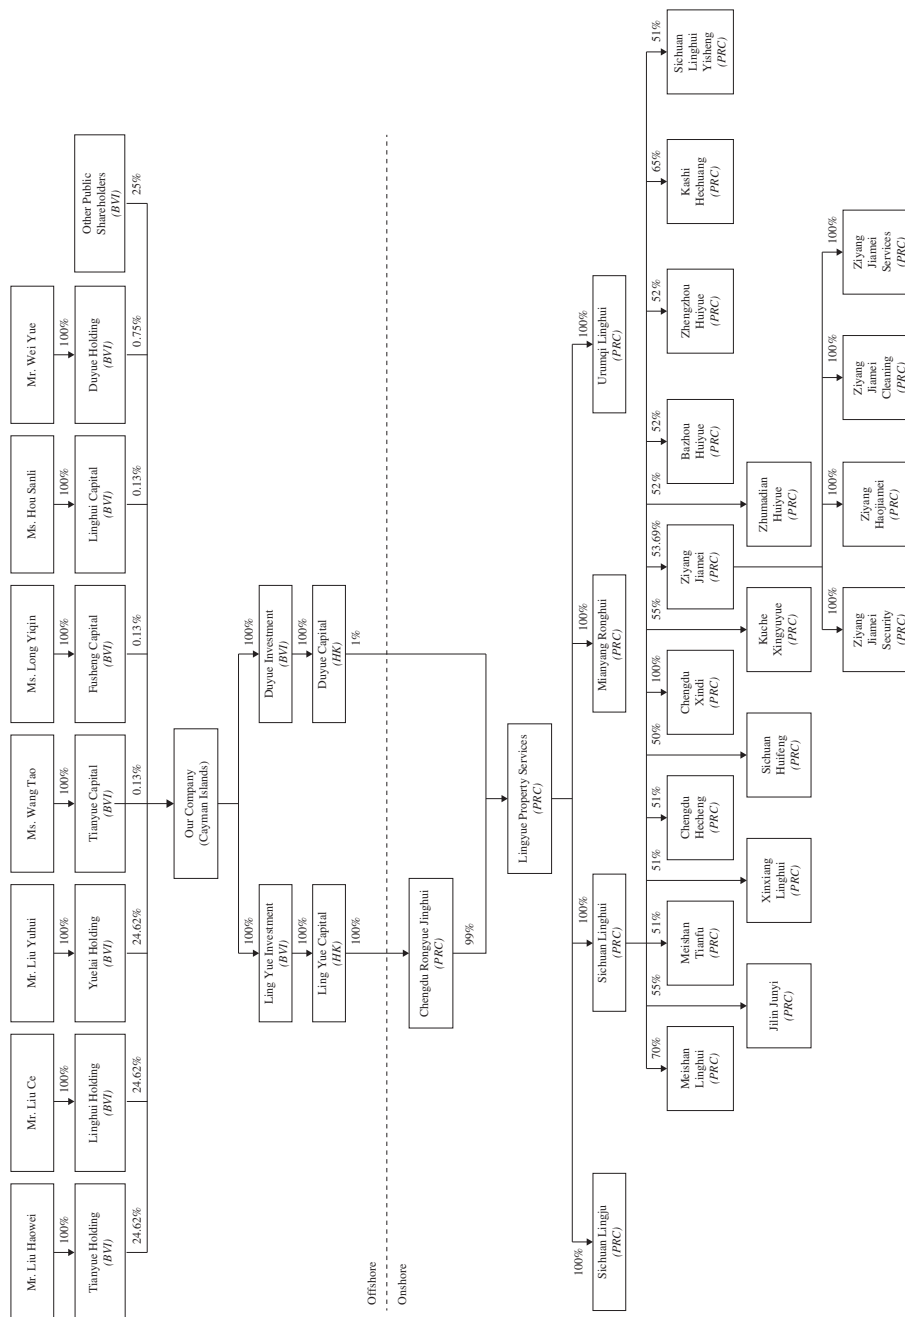 Mr. Liu Haowei
Mr. Liu Ce
Mr. Liu Yuhui
Ms. Wang Tao
Ms. Long Yiqin
Ms. Hou Sanli
Mr. Wei Yue
100%
100%
100%
100%
100%
100%
100%
Tianyue Holding
(BVI)
Linghui Holding
(BVI)
Yuelai Holding
(BVI)
Tianyue Capital
(BVI)
Fusheng Capital
(BVI)
Linghui Capital
(BVI)
Duyue Holding
(BVI)
Other Public
Shareholders
(BVI)
24.62%
24.62%
24.62%
0.13%
0.13%
0.13%
0.75%
25%
Our Company
(Cayman Islands)
100%
100%
Ling Yue Investment
(BVI)
Duyue Investment
(BVI)
100%
100%
Ling Yue Capital
(HK)
Duyue Capital
(HK)
100%
1%
Offshore
Onshore
Chengdu Rongyue Jinghui
(PRC)
99%
Lingyue Property Services
(PRC)
100%
100%
100%
100%
Sichuan Lingju
(PRC)
Sichuan Linghui
(PRC)
Mianyang Ronghui
(PRC)
Urumqi Linghui
(PRC)
70%
55%
51%
51%
51%
50%
100%
55%
53.69%
52%
52%
52%
65%
51%
Meishan
Linghui
(PRC)
Meishan
Tianfu
(PRC)
Chengdu
Hecheng
(PRC)
Chengdu
Xindi
(PRC)
Ziyang
Jiamei
(PRC)
Bazhou
Huiyue
(PRC)
Zhengzhou
Huiyue
(PRC)
Kashi
Hechuang
(PRC)
Sichuan
Linghui
Yisheng
(PRC)
Jilin Junyi
(PRC)
Xinxiang
Linghui
(PRC)
Sichuan
Huifeng
(PRC)
Kuche
Xingyuyue
(PRC)
Zhumadian
Huiyue
(PRC)
100%
100%
100%
100%
Ziyang
Jiamei
Security
(PRC)
Ziyang
Haojiamei
(PRC)
Ziyang
Jiamei
Cleaning
(PRC)
Ziyang
Jiamei
Services
(PRC)